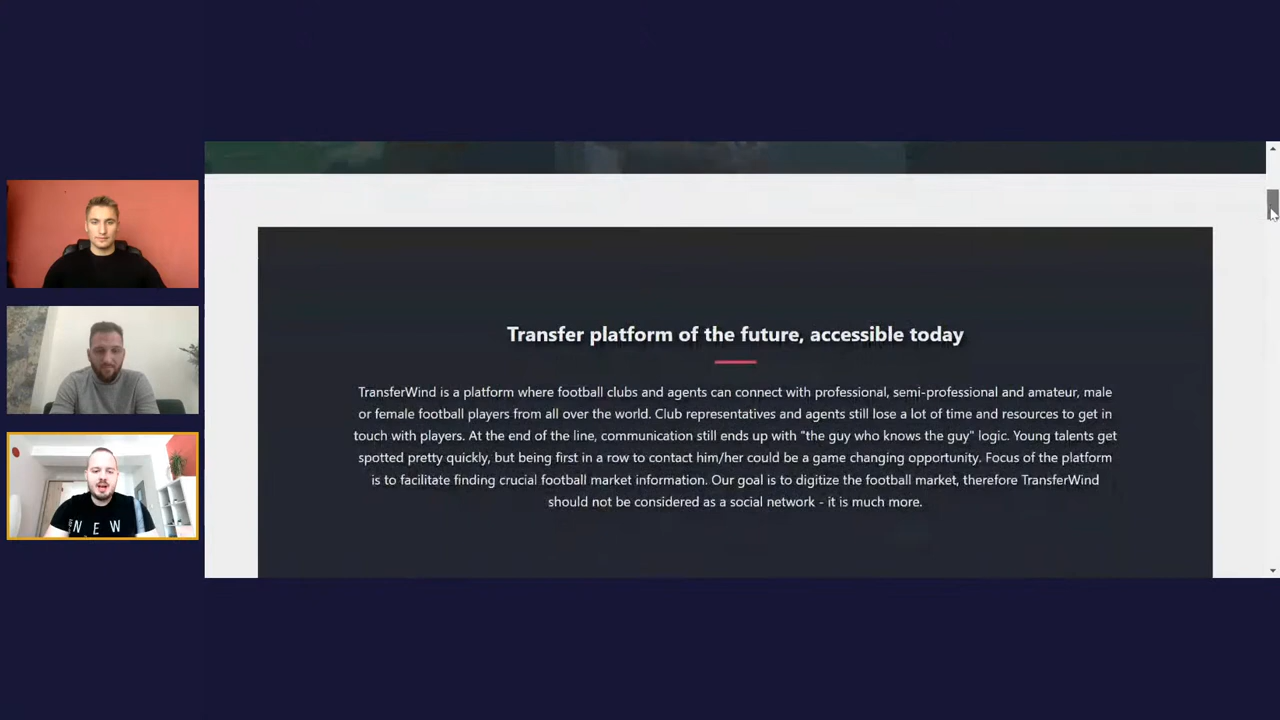 Transfer platform of the future, accessible today
TransferWind is a platform where football clubs and agents can connect with professional, semi-professional and amateur, male
or female football players from all over the world. Club representatives and agents still lose a lot of time and resources to get in
touch with players. At the end of the line, communication still ends up with "the guy who knows the guy" logic. Young talents get
spotted pretty quickly, but being first in a row to contact him/her could be a game changing opportunity. Focus of the platform
is to facilitate finding crucial football market information. Our goal is to digitize the football market, therefore TransferWind
should not be considered as a social network - it is much more.
NEW